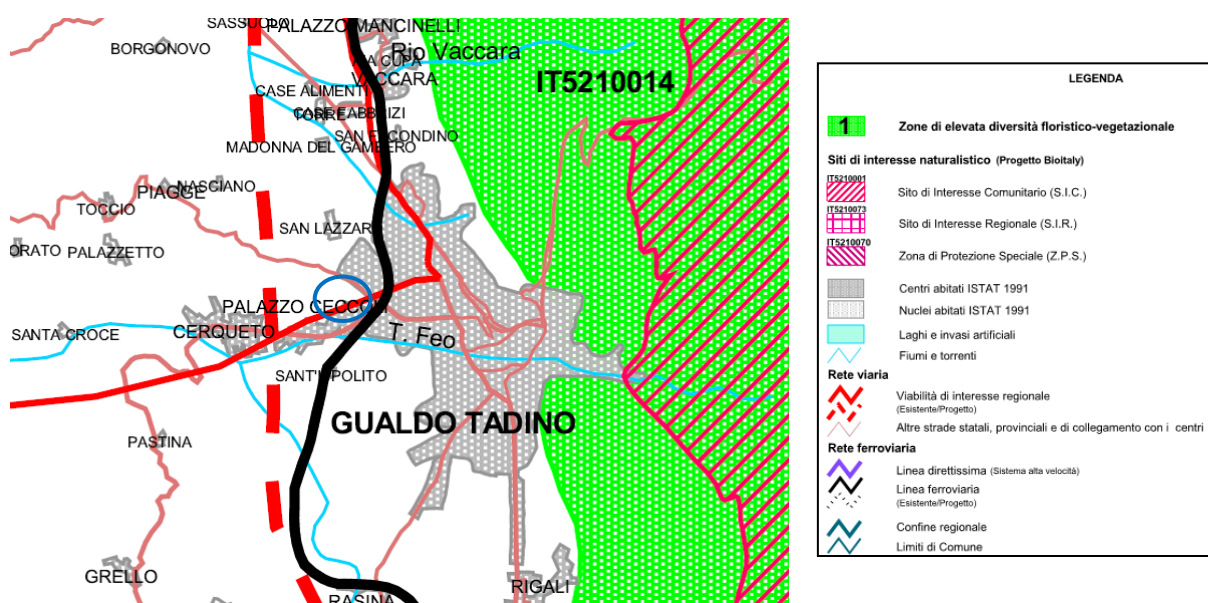 SASSUOLO
PALAZZO MANCINELLI
BORGONOVO
Rio Vaccara
VIA CUPA
VACCARA
IT5210014
CASE ALIMENTI
CASE FABBRIZI
TORRE
SAN FACONDINO
MADONNA DEL GAMBERO
NASCIANO
PIAGGE
TOCCIO
SAN LAZZAR
ORATO
PALAZZETTO
PALAZZO CECCOLI
SANTA CROCE
CERQUETO
T. Feo
SANT'IPPOLITO
GUALDO TADINO
PASTINA
GRELLO
RIGALI
RASINA
LEGENDA
1
Zone di elevata diversità floristico-vegetazionale
Siti di interesse naturalistico (Progetto Bioitaly)
IT5210001
Sito di Interesse Comunitario (S.I.C.)
IT5210073
Sito di Interesse Regionale (S.I.R.)
IT5210070
Zona di Protezione Speciale (Z.P.S.)
Centri abitati ISTAT 1991
Nuclei abitati ISTAT 1991
Laghi e invasi artificiali
Fiumi e torrenti
Rete viaria
Viabilità di interesse regionale
(Esistente/Progetto)
Altre strade statali, provinciali e di collegamento con i centri
Rete ferroviaria
Linea direttissima (Sistema alta velocità)
Linea ferroviaria
(Esistente/Progetto)
Confine regionale
Limiti di Comune